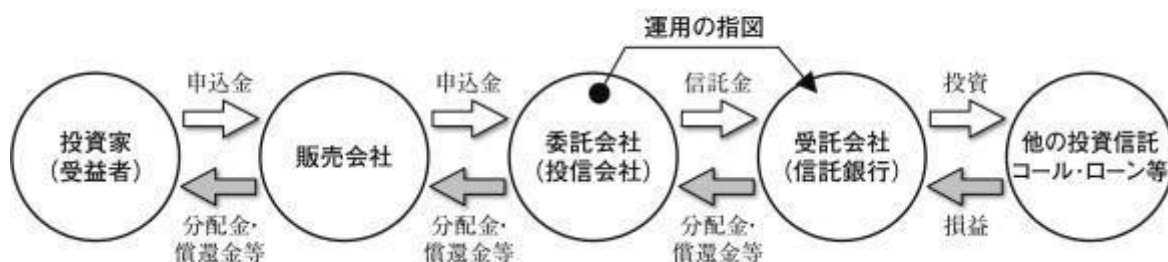 運用の指図
申込金
申込金
信託金
投資
投資家
(受益者)
販売会社
委託会社
(投信会社)
受託会社
(信託銀行)
他の投資信託
コール・ローン等
分配金・
償還金等
分配金・
償還金等
分配金・
償還金等
損益